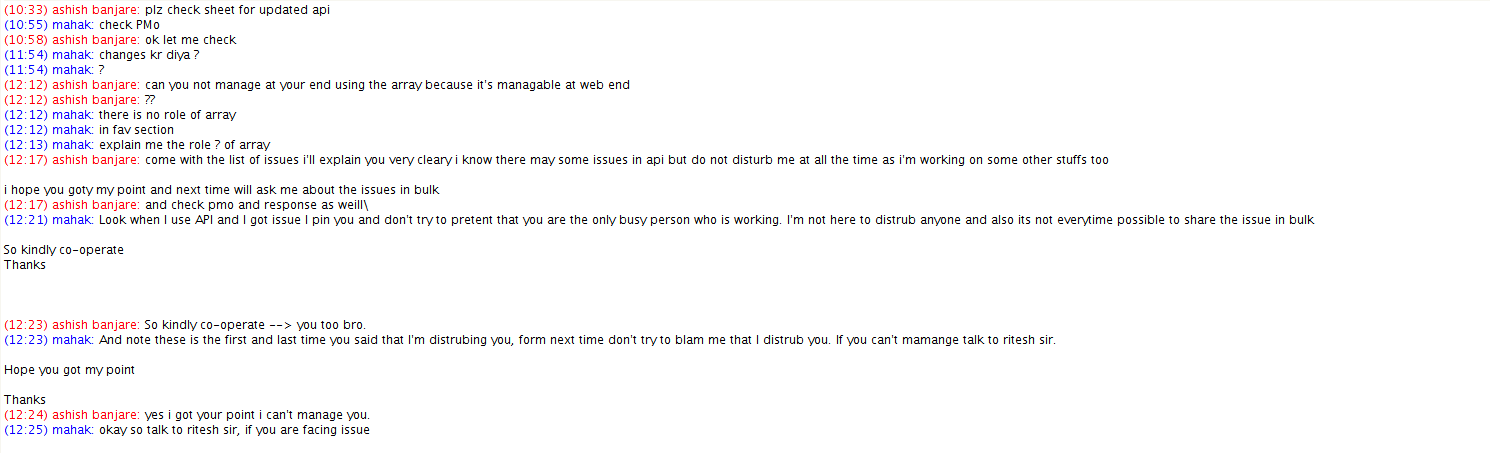 (10:33) ashish banjare: plz check sheet for updated api
(10:55) mahak: check PMo
(10:58) ashish banjare: ok let me check
(11:54) mahak: changes kr diya ?
(11:54) mahak: ?
(12:12) ashish banjare: can you not manage at your end using the array because it's managable at web end
(12:12) ashish banjare: ??
(12:12) mahak: there is no role of array
(12:12) mahak: in fav section
(12:13) mahak: explain me the role ? of array
(12:17) ashish banjare: come with the list of issues i'll explain you very cleary i know there may some issues in api but do not disturb me at all the time as i'm working on some other stuffs too
i hope you goty my point and next time will ask me about the issues in bulk
(12:17) ashish banjare: and check pmo and response as weill\
(12:21) mahak: Look when I use API and I got issue I pin you and don't try to pretent that you are the only busy person who is working. I'm not here to distrub anyone and also its not everytime possible to share the issue in bulk
So kindly co-operate
Thanks
(12:23) ashish banjare: So kindly co-operate --> you too bro.
(12:23) mahak: And note these is the first and last time you said that I'm distrubing you, form next time don't try to blam me that I distrub you. If you can't mamange talk to ritesh sir.
Hope you got my point
Thanks
(12:24) ashish banjare: yes i got your point i can't manage you.
(12:25) mahak: okay so talk to ritesh sir, if you are facing issue